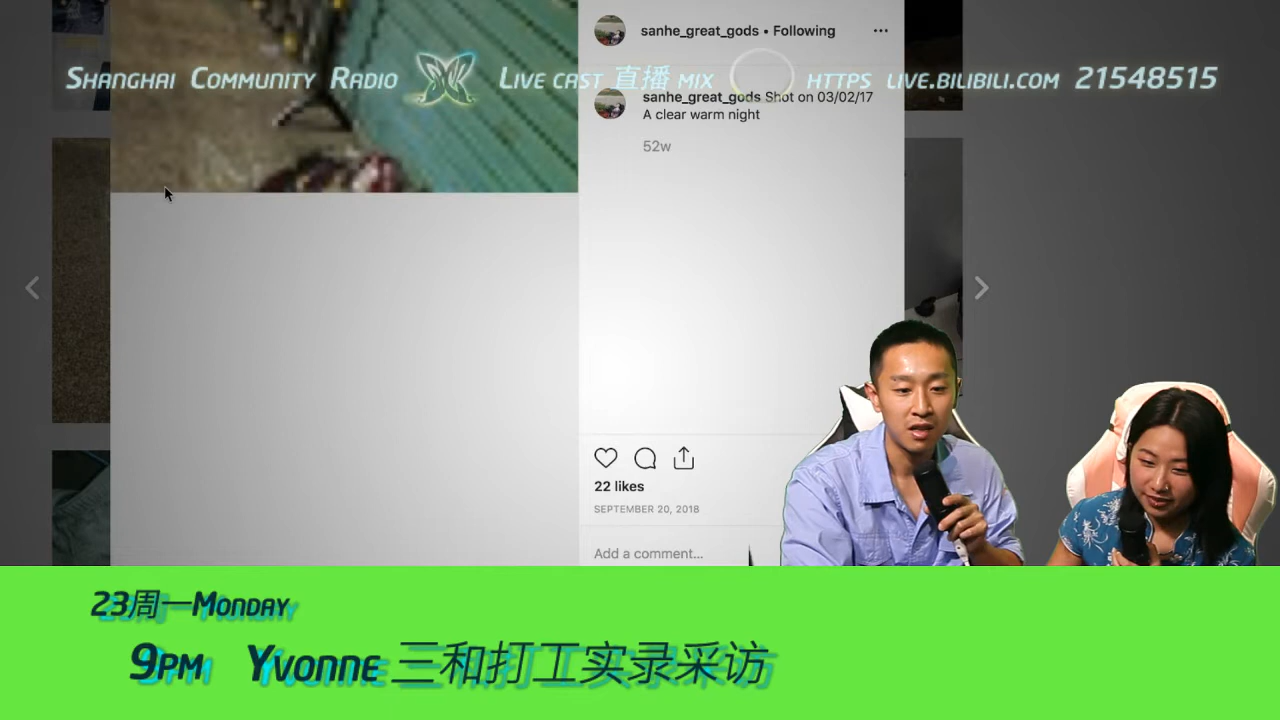 sanhe_great_gods • Following
Shanghai Community Radio Live cast 直播 mix https live.bilibili.com 21548515
sanhe_great_gods Shot on 03/02/17
A clear warm night
52w
22 likes
SEPTEMBER 20, 2018
Add a comment...
23周一Monday
9pm Yvonne 三和打工实录采访